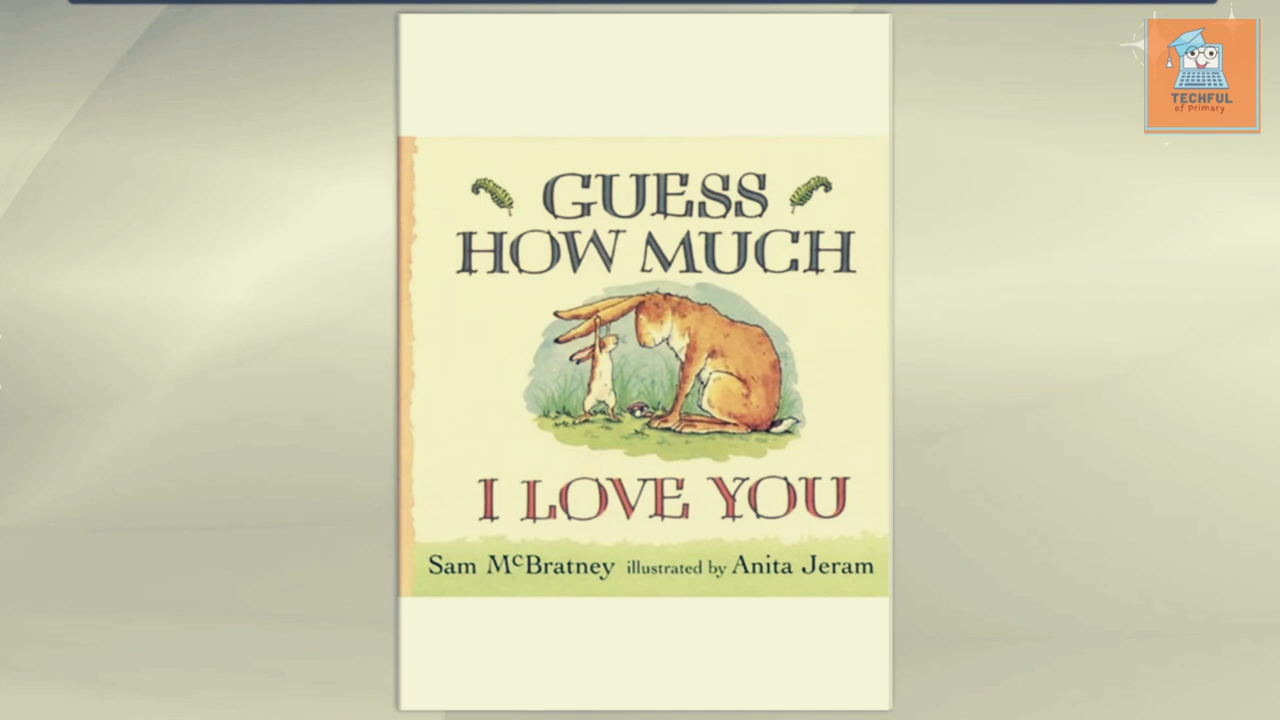 TECHFUL
of Primary
GUESS
HOW MUCH
I LOVE YOU
Sam McBratney illustrated by Anita Jeram